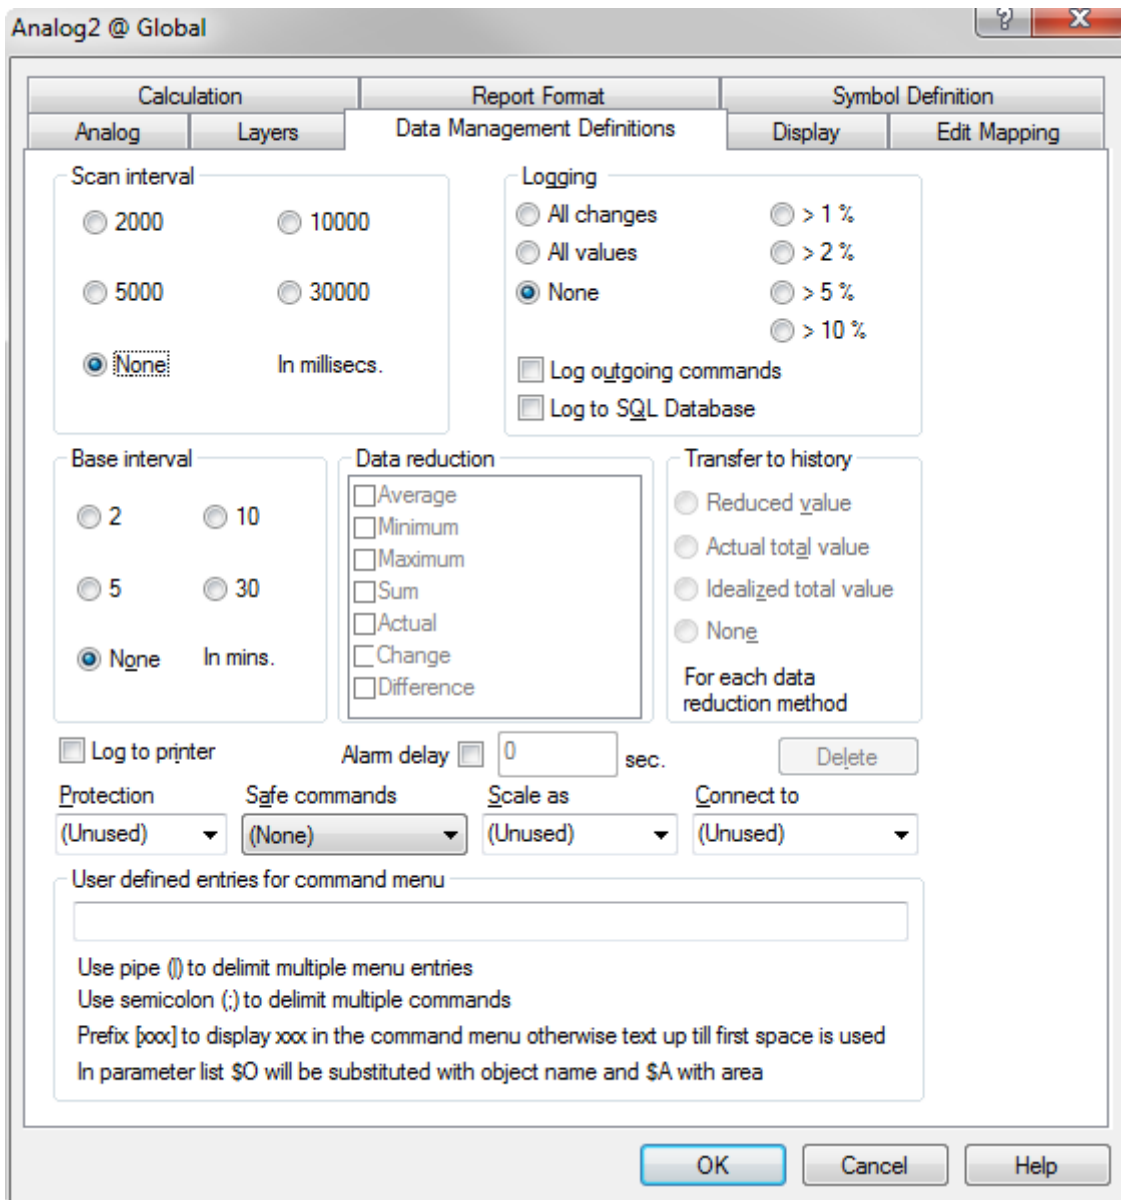 Analog2 @ Global
?
X
Calculation
Report Format
Symbol Definition
Analog
Layers
Data Management Definitions
Display
Edit Mapping
Scan interval
2000
10000
5000
30000
None
In millisecs.
Logging
All changes
> 1 %
All values
> 2 %
None
> 5 %
> 10 %
Log outgoing commands
Log to SQL Database
Base interval
2
10
5
30
None
In mins.
Data reduction
Average
Minimum
Maximum
Sum
Actual
Change
Difference
Transfer to history
Reduced value
Actual total value
Idealized total value
None
For each data
reduction method
Log to printer
Alarm delay
0
sec.
Delete
Protection
Safe commands
Scale as
Connect to
(Unused)
(None)
(Unused)
(Unused)
User defined entries for command menu
Use pipe (|) to delimit multiple menu entries
Use semicolon (;) to delimit multiple commands
Prefix [xxx] to display xxx in the command menu otherwise text up till first space is used
In parameter list $O will be substituted with object name and $A with area
OK
Cancel
Help